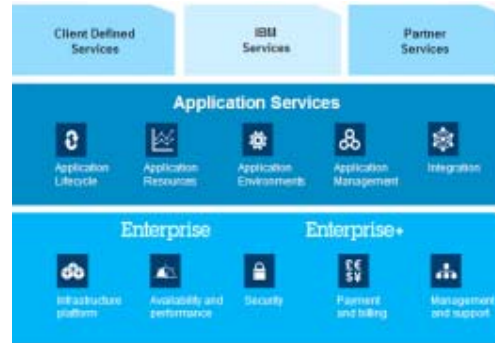 Client Defined
Services
IBM
Services
Partner
Services
Application Services
Application
Lifecycle
Application
Resources
Application
Environments
Application
Management
Integration
Enterprise
Enterprise+
Infrastructure
platform
Availability and
performance
Security
Payment
and billing
Management
and support